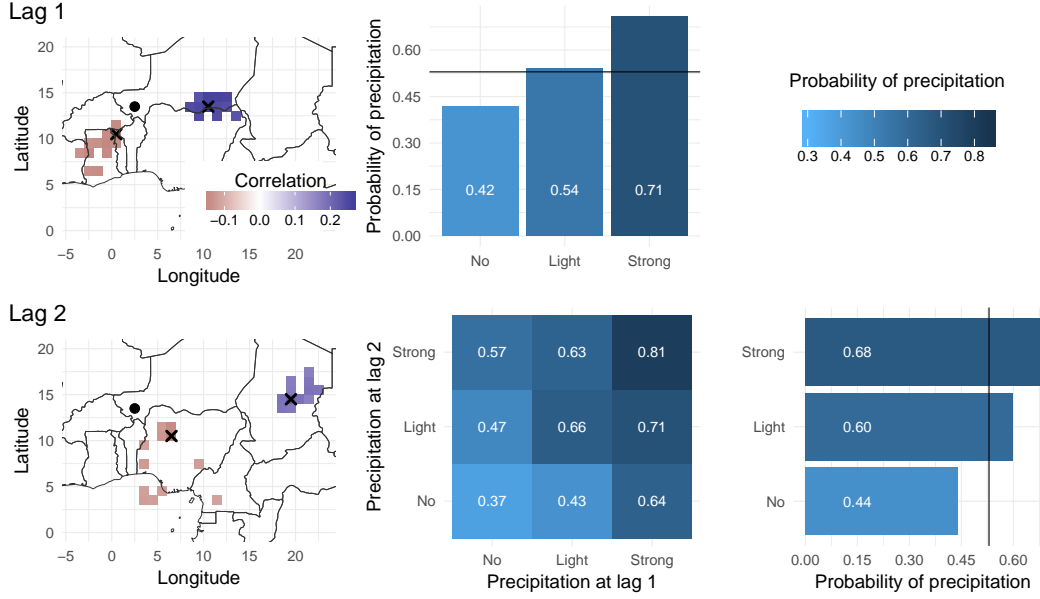 Lag 1
20
15
10
5
0
−5 0 5 10 15 20
Latitude
Longitude
Correlation
−0.1 0.0 0.2
Probability of precipitation
0.60
0.45
0.30
0.15
0.00
0.42 0.54 0.71
No Light Strong
Probability of precipitation
0.3 0.4 0.5 0.6 0.7 0.8
Lag 2
20
15
10
5
0
−5 0 5 10 15 20
Latitude
Longitude
Precipitation at lag 2
Strong 0.57 0.63 0.81
Light 0.47 0.66 0.71
No 0.37 0.43 0.64
No Light Strong
Precipitation at lag 1
Strong 0.68
Light 0.60
No 0.44
0.00 0.15 0.30 0.45 0.60
Probability of precipitation